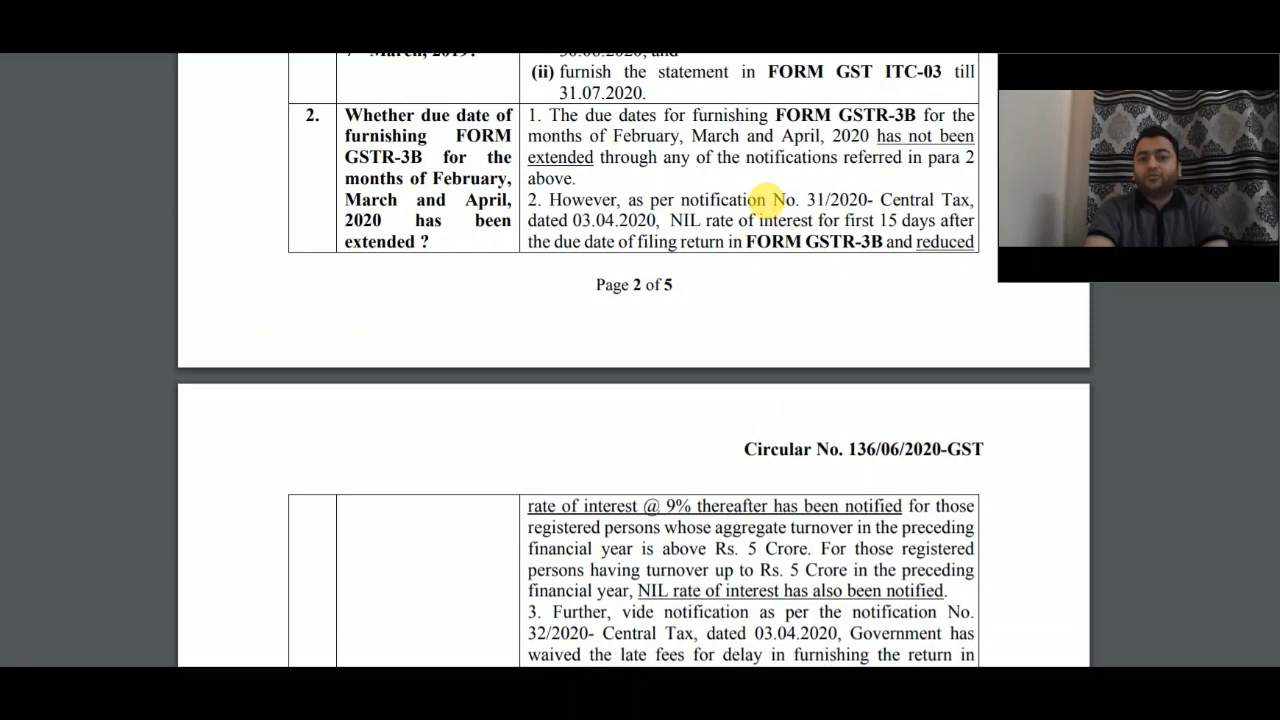 (ii) furnish the statement in FORM GST ITC-03 till
31.07.2020.
2.
Whether due date of
furnishing FORM
GSTR-3B for the
months of February,
March and April,
2020 has been
extended ?
1. The due dates for furnishing FORM GSTR-3B for the
months of February, March and April, 2020 has not been
extended through any of the notifications referred in para 2
above.
2. However, as per notification No. 31/2020- Central Tax,
dated 03.04.2020, NIL rate of interest for first 15 days after
the due date of filing return in FORM GSTR-3B and reduced
Page 2 of 5
Circular No. 136/06/2020-GST
rate of interest @ 9% thereafter has been notified for those
registered persons whose aggregate turnover in the preceding
financial year is above Rs. 5 Crore. For those registered
persons having turnover up to Rs. 5 Crore in the preceding
financial year, NIL rate of interest has also been notified.
3. Further, vide notification as per the notification No.
32/2020- Central Tax, dated 03.04.2020, Government has
waived the late fees for delay in furnishing the return in